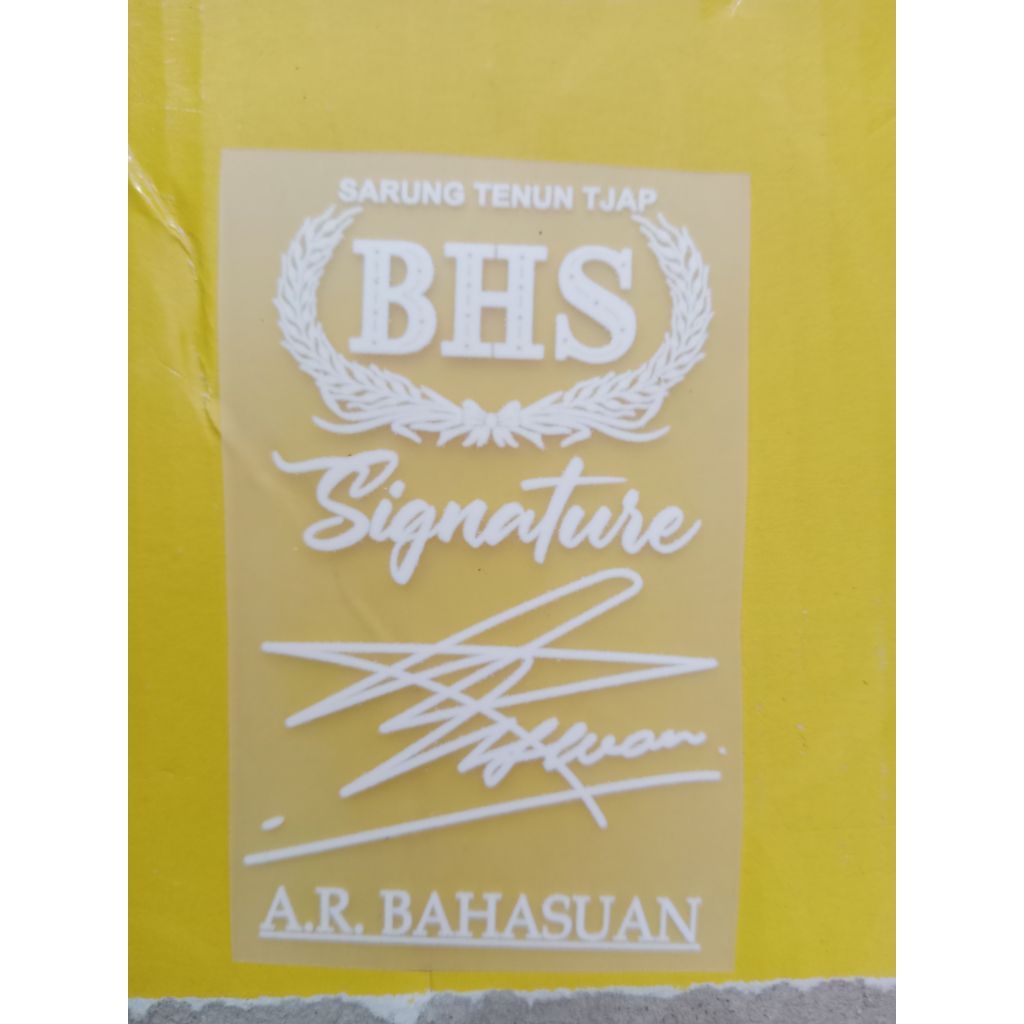 SARUNG TENUN TJAP
BHS
Signature
A.R. BAHASUAN